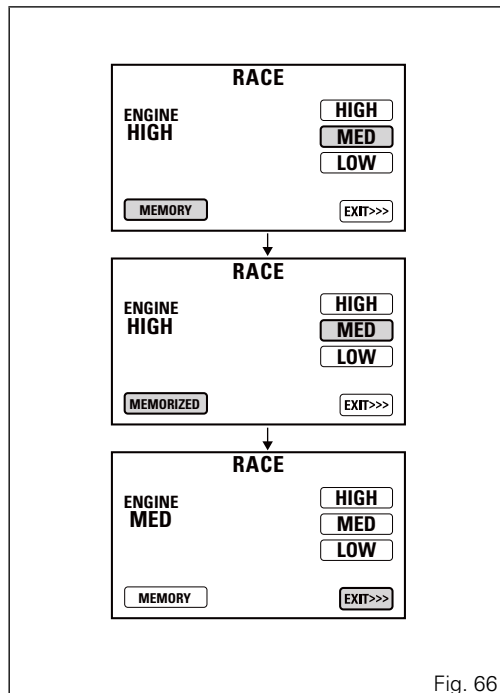 RACE
ENGINE
HIGH
HIGH
MED
LOW
MEMORY
EXIT>>>
RACE
ENGINE
HIGH
HIGH
MED
LOW
MEMORIZED
EXIT>>>
RACE
ENGINE
MED
HIGH
MED
LOW
MEMORY
EXIT>>>
Fig. 66